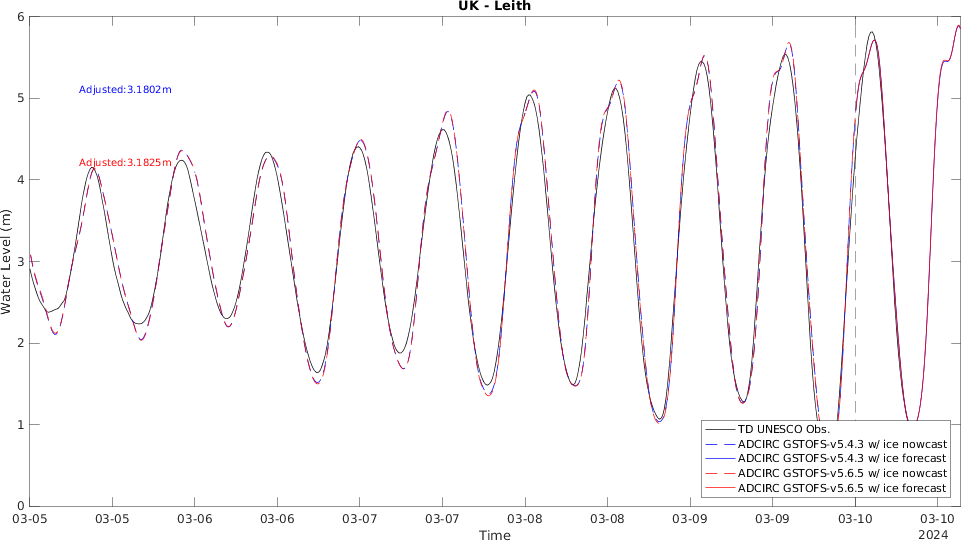 UK - Leith
6
5
4
3
2
1
0
Water Level (m)
Adjusted:3.1802m
Adjusted:3.1825m
TD UNESCO Obs.
ADCIRC GSTOFS-v5.4.3 w/ ice nowcast
ADCIRC GSTOFS-v5.4.3 w/ ice forecast
ADCIRC GSTOFS-v5.6.5 w/ ice nowcast
ADCIRC GSTOFS-v5.6.5 w/ ice forecast
03-05 03-05 03-06 03-06 03-07 03-07 03-08 03-08 03-09 03-09 03-10 03-10
Time
2024